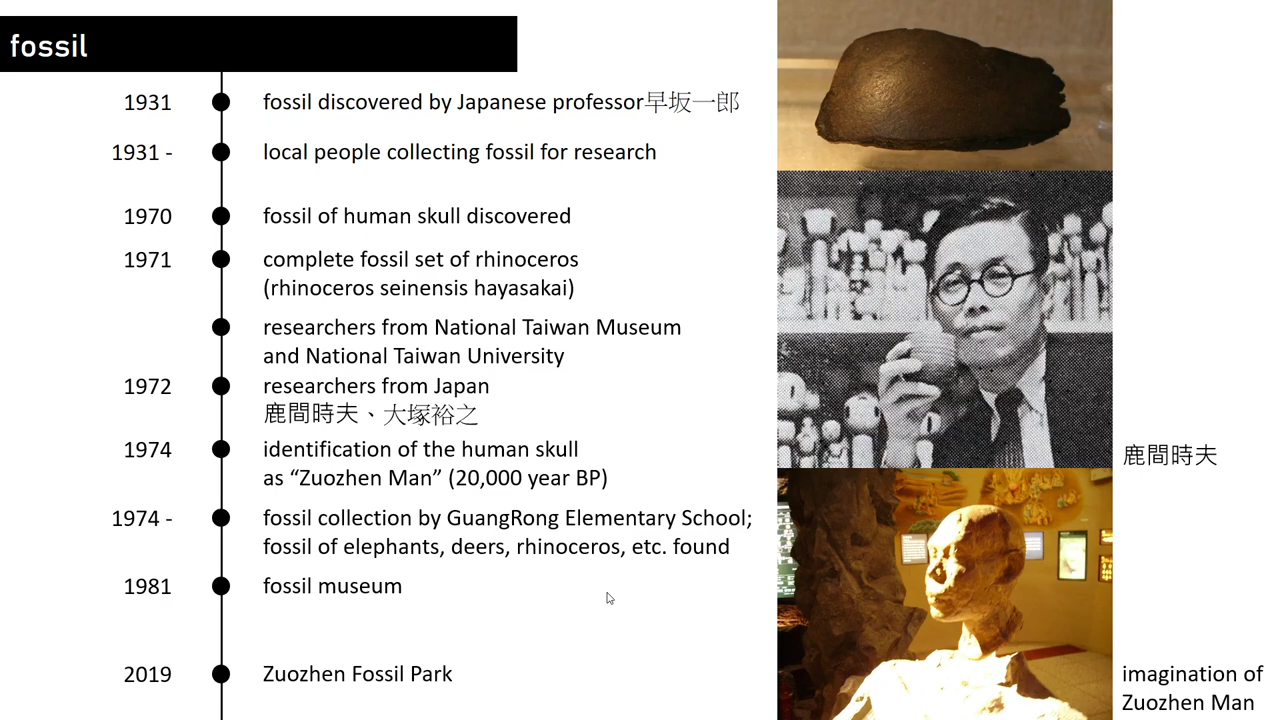 fossil
1931
fossil discovered by Japanese professor早坂一郎
1931 -
local people collecting fossil for research
1970
fossil of human skull discovered
1971
complete fossil set of rhinoceros
(rhinoceros seinensis hayasakai)
researchers from National Taiwan Museum
and National Taiwan University
1972
researchers from Japan
鹿間時夫、大塚裕之
1974
identification of the human skull
as “Zuozhen Man” (20,000 year BP)
1974 -
fossil collection by GuangRong Elementary School;
fossil of elephants, deers, rhinoceros, etc. found
1981
fossil museum
2019
Zuozhen Fossil Park
鹿間時夫
imagination of
Zuozhen Man